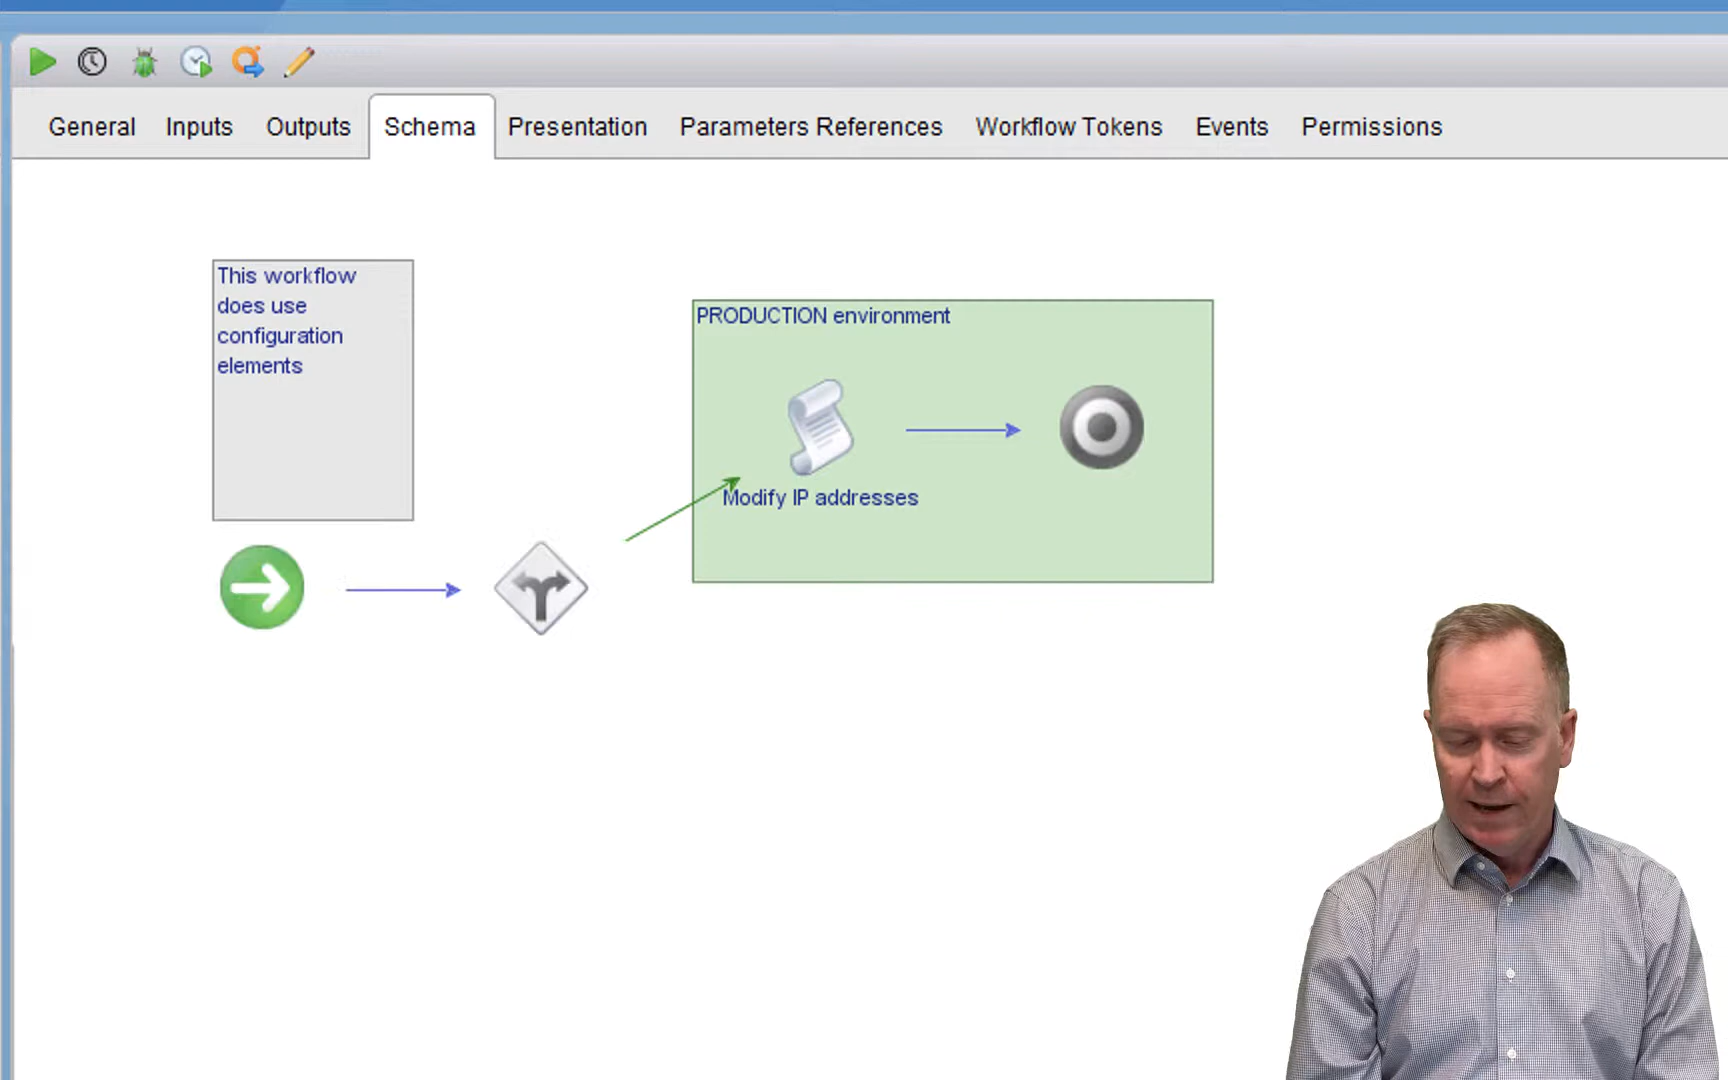 General Inputs Outputs Schema Presentation Parameters References Workflow Tokens Events Permissions
This workflow
does use
configuration
elements
PRODUCTION environment
Modify IP addresses